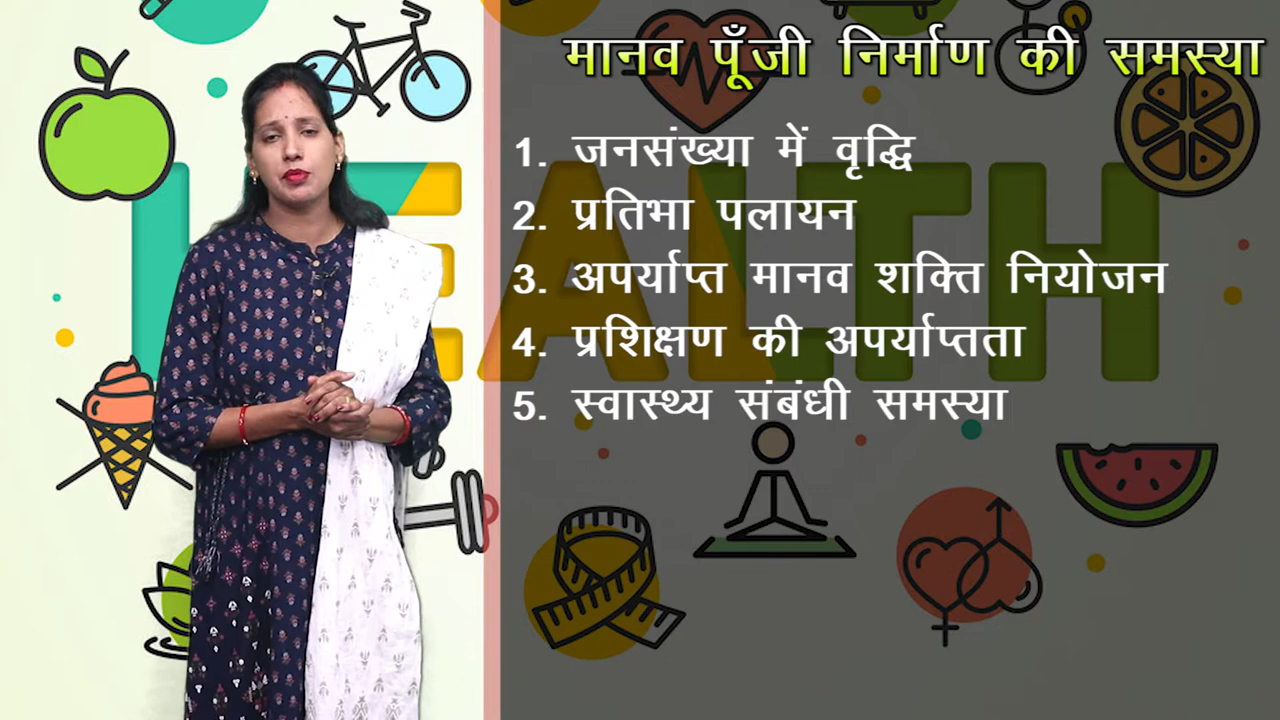 मानव पूँजी निर्माण की समस्या
1. जनसंख्या में वृद्धि
2. प्रतिभा पलायन
3. अपर्याप्त मानव शक्ति नियोजन
4. प्रशिक्षण की अपर्याप्तता
5. स्वास्थ्य संबंधी समस्या
HEALTH